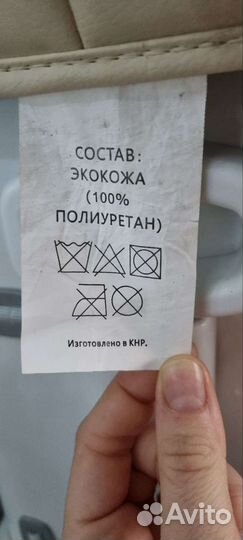 СОСТАВ:
ЭКОКОЖА
(100%
ПОЛИУРЕТАН)
Изготовлено в КНР.
Avito